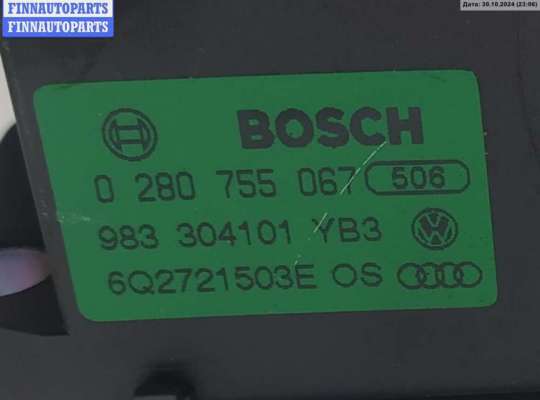 FINNAUTOPARTS
FINNAUTOPARTS
Дата: 30.10.2024 (23:06)
BOSCH
0 280 755 067 506
983 304101 YB3
6Q2721503E OS